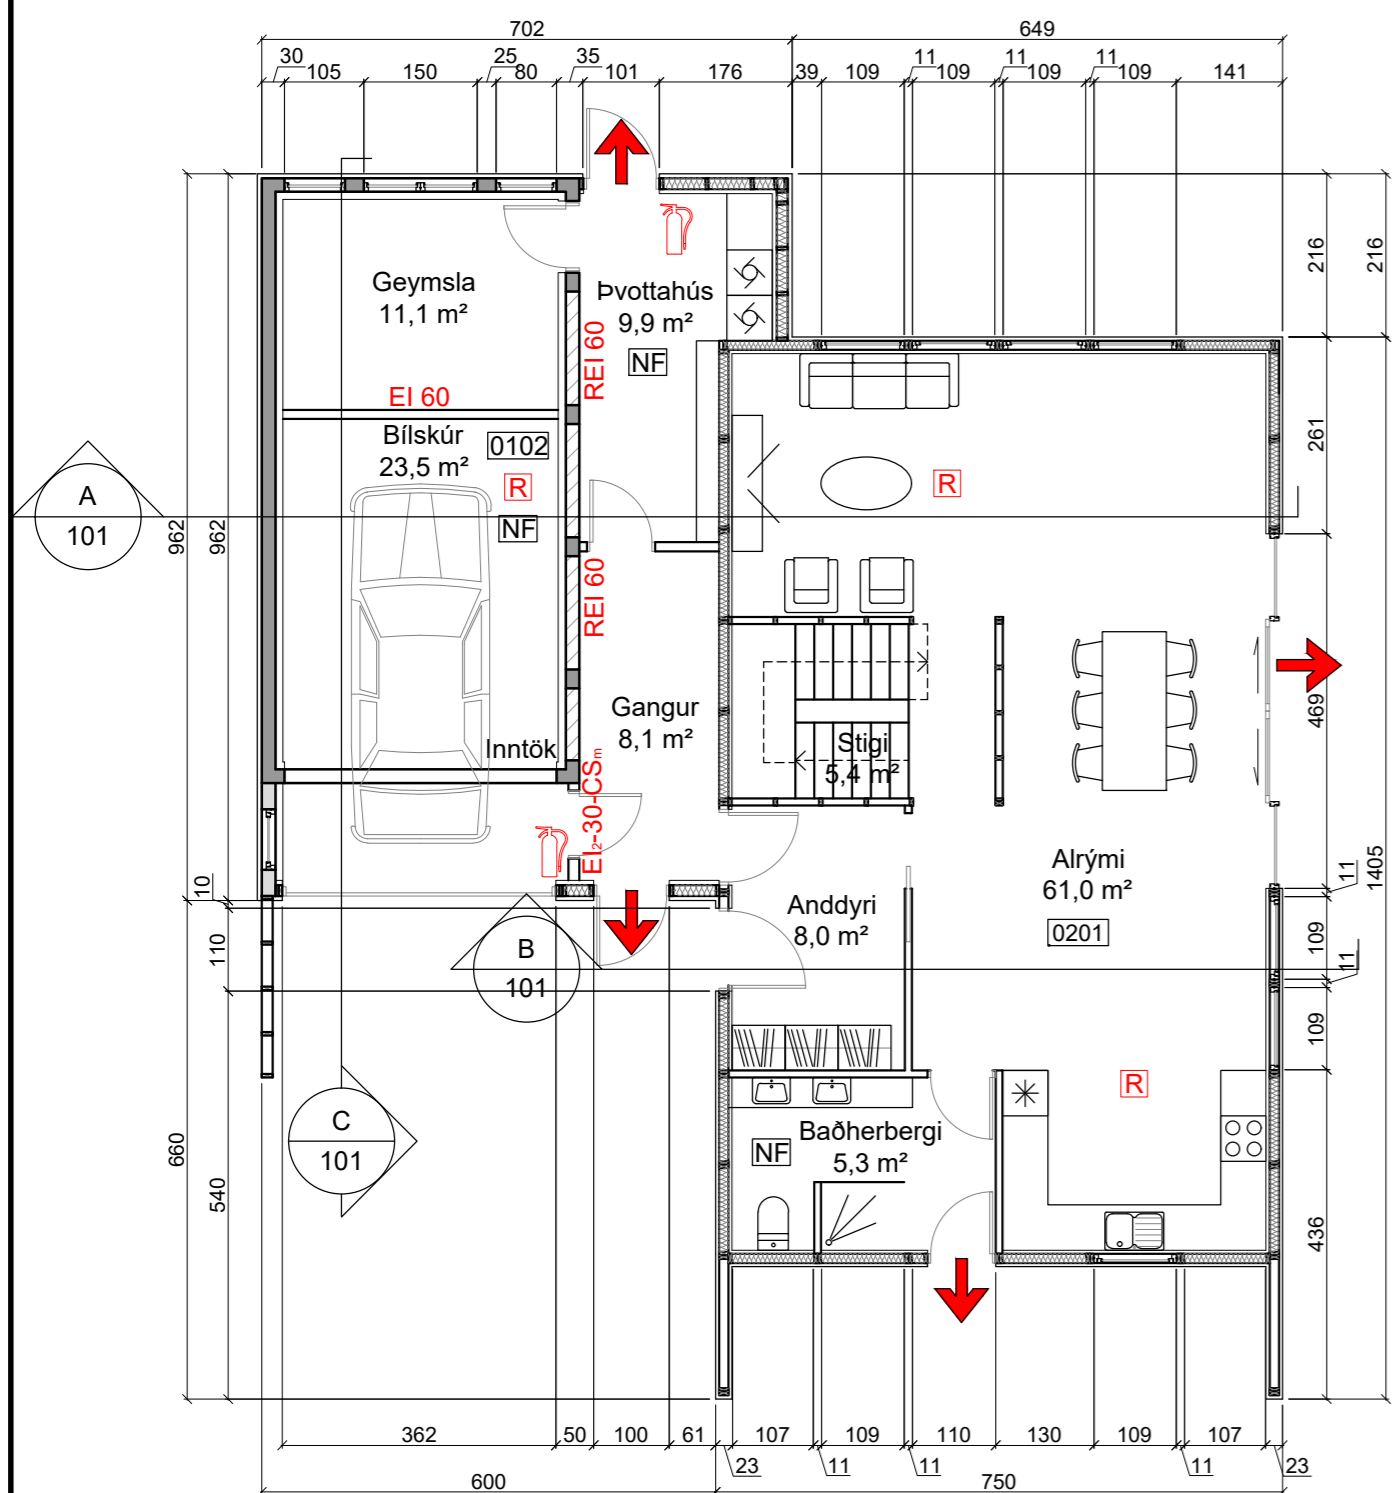 702
649
30
105
150
25
80
35
101
176
39
109
11
109
11
109
11
109
141
Geymsla
11,1 m²
Þvottahús
9,9 m²
NF
REI 60
EI 60
Bílskúr
23,5 m²
0102
R
NF
R
A
101
962
962
216
216
261
REI 60
Gangur
8,1 m²
Inntök
Stigi
5,4 m²
469
EI₂-30-CSₘ
Alrými
61,0 m²
0201
Anddyri
8,0 m²
11
1405
109
11
109
10
110
B
101
C
101
660
540
R
Baðherbergi
5,3 m²
NF
436
362
50
100
61
23
107
11
109
11
110
130
109
11
107
23
600
750